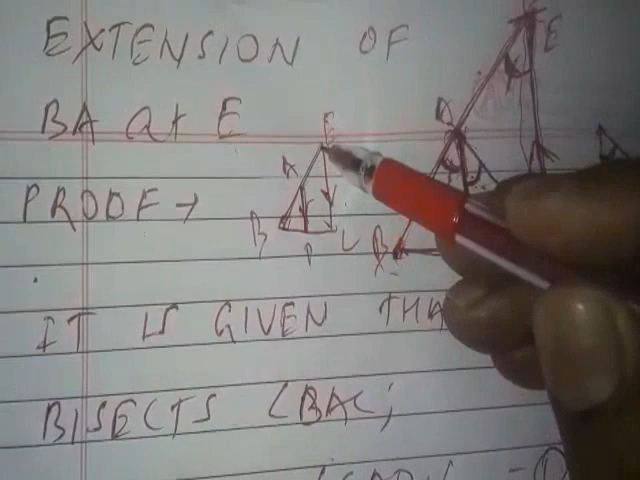 EXTENSION OF
BA at E
E
E
A
A
PROOF →
B
D
C
B
IT IS GIVEN THA
BISECTS ∠BAC;